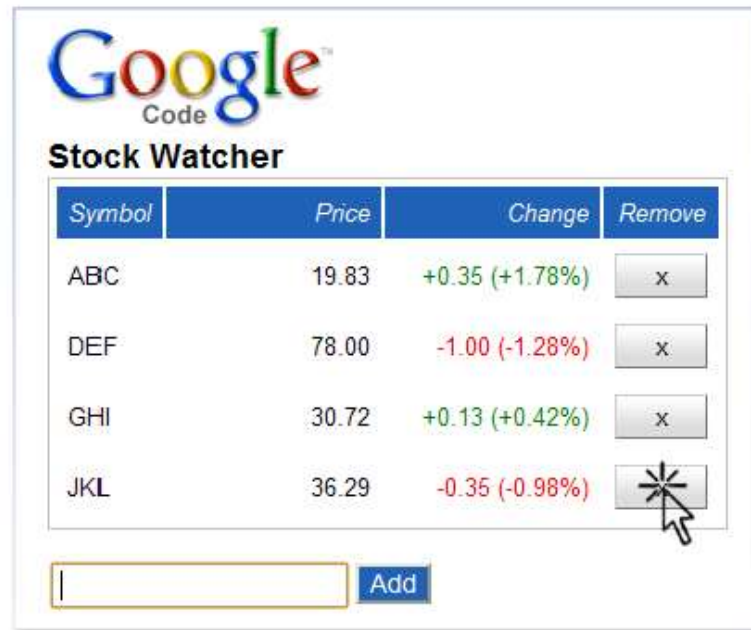 Google™
Code
Stock Watcher
Symbol Price Change Remove
ABC 19.83 +0.35 (+1.78%) x
DEF 78.00 -1.00 (-1.28%) x
GHI 30.72 +0.13 (+0.42%) x
JKL 36.29 -0.35 (-0.98%)
Add